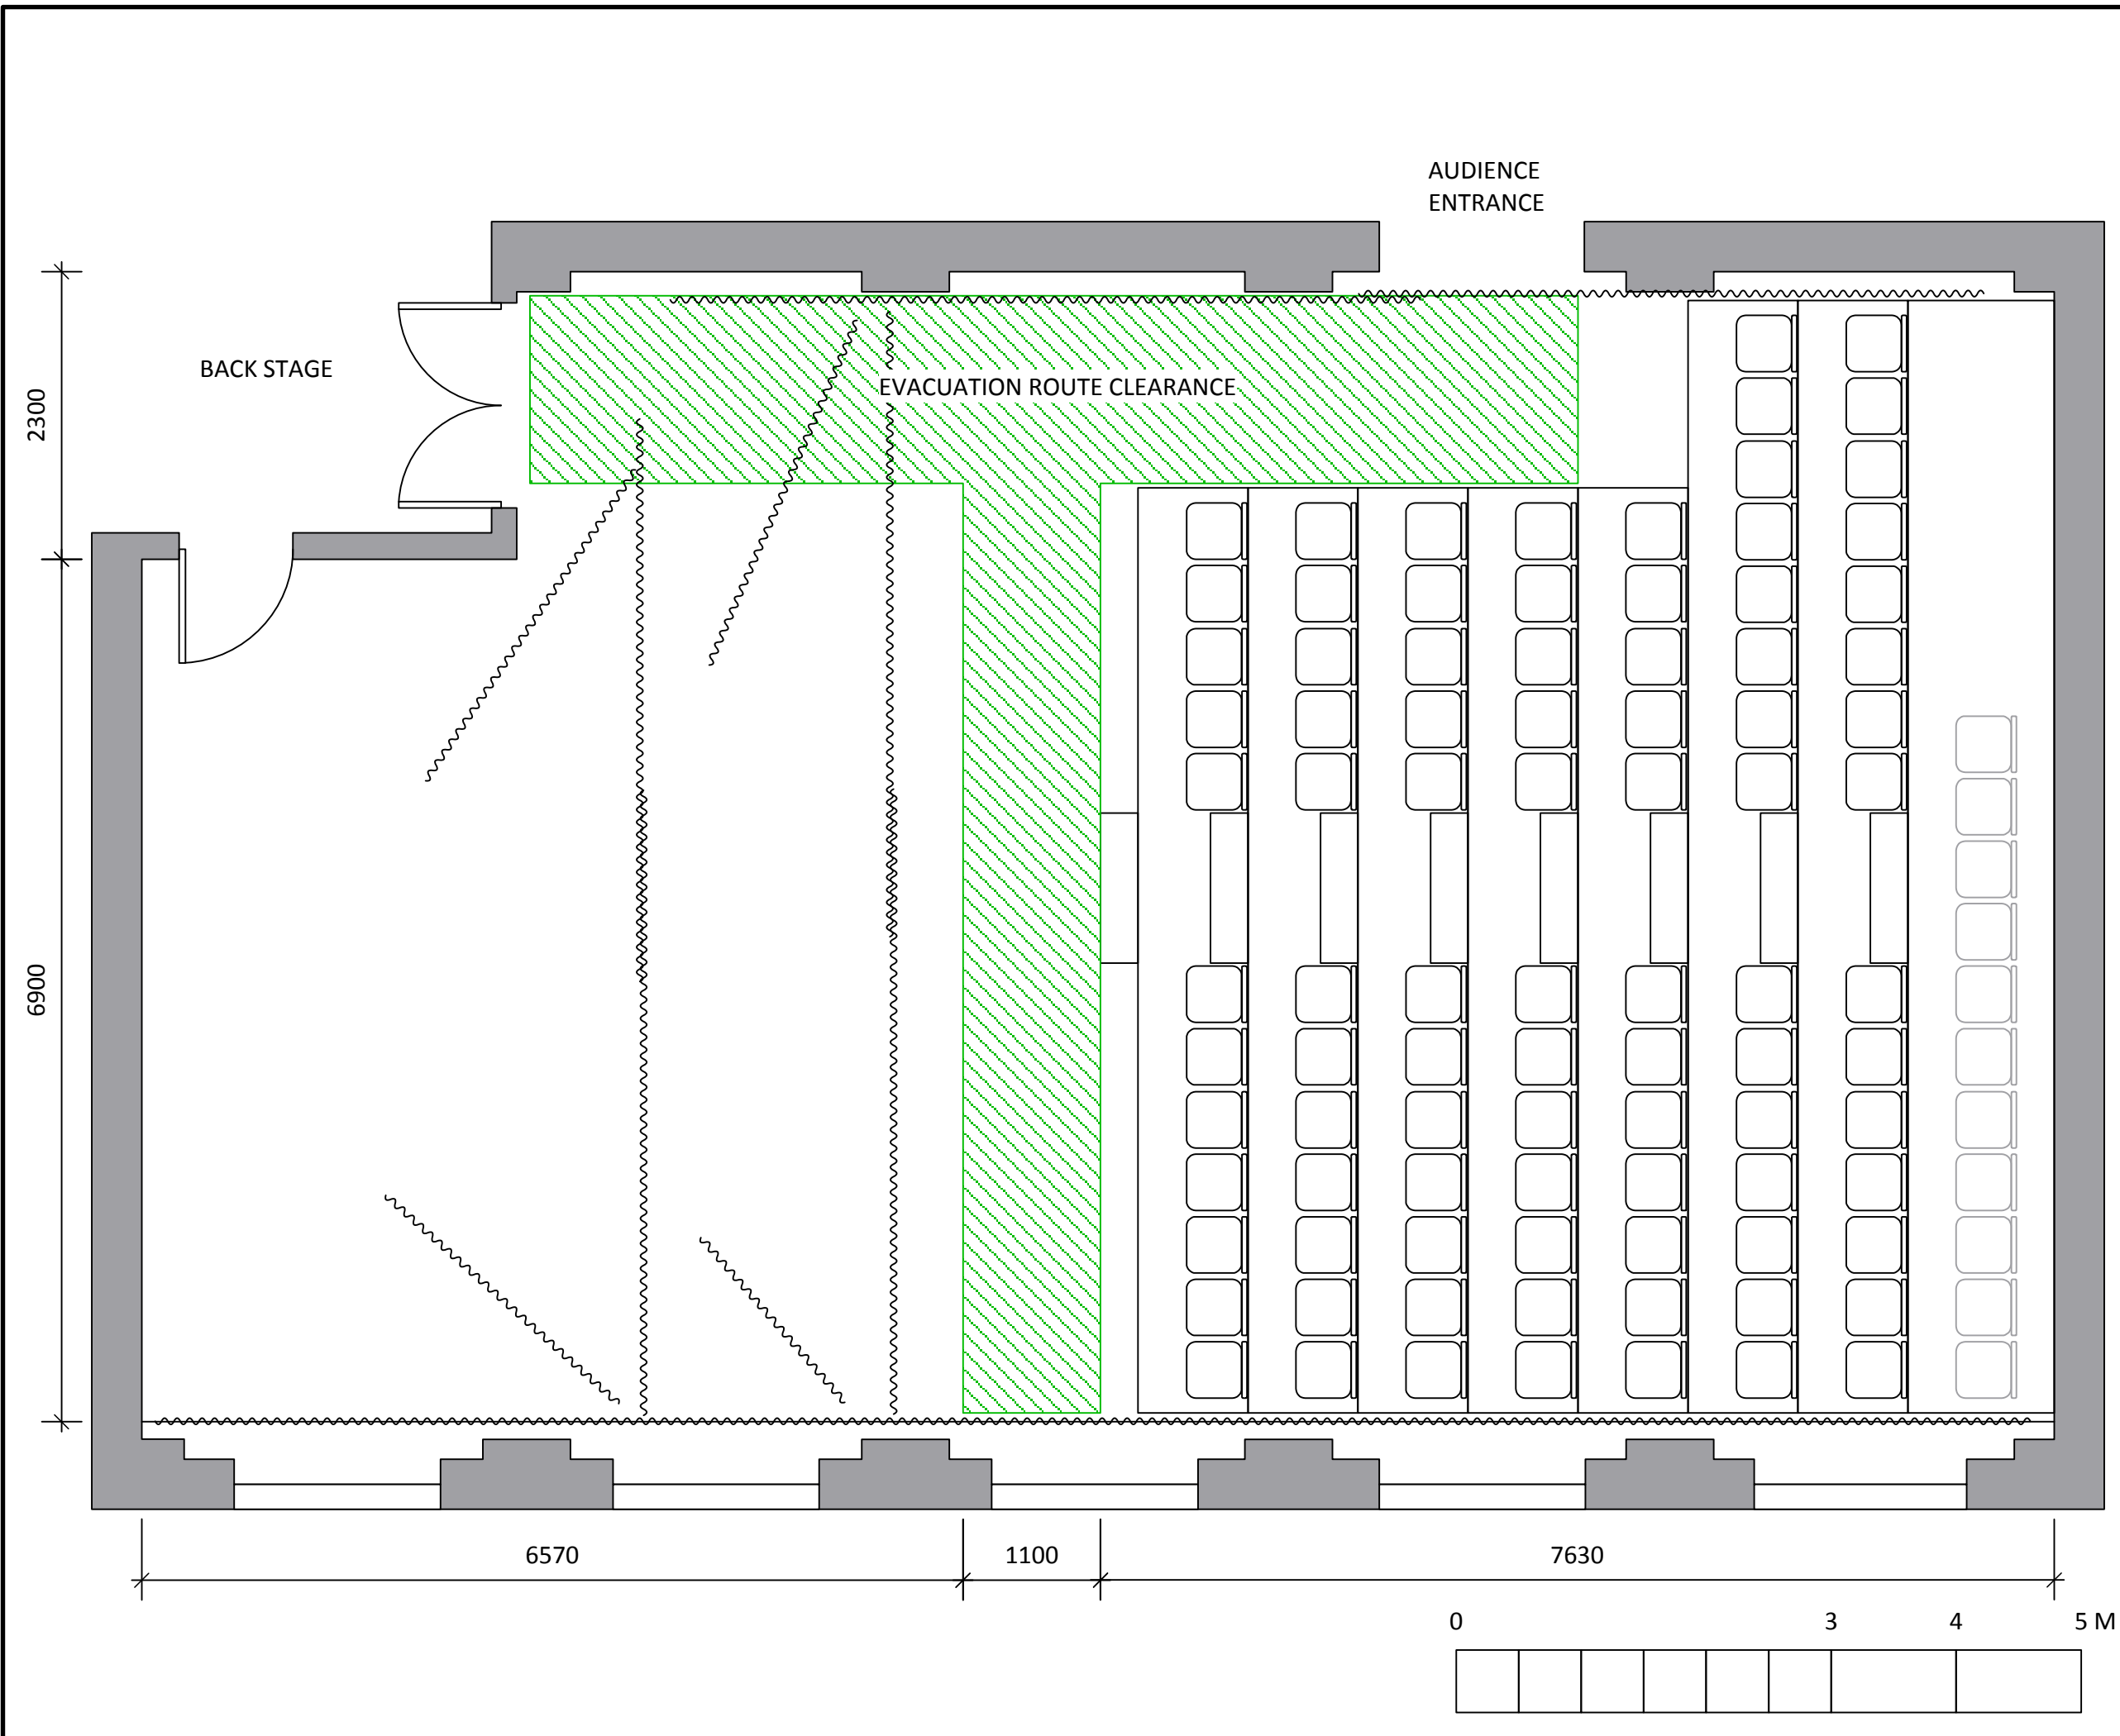 AUDIENCE
ENTRANCE
BACK STAGE
EVACUATION ROUTE CLEARANCE
2300
6900
6570
1100
7630
0
3
4
5 M